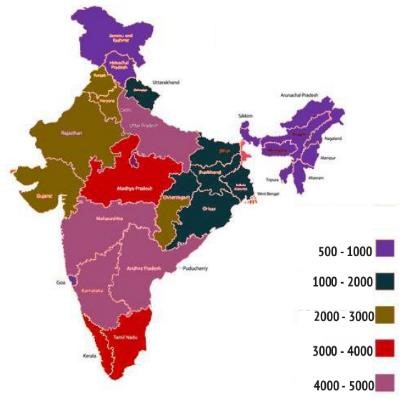 Jammu and
Kashmir
Himachal
Pradesh
Punjab
Uttarakhand
Haryana
Delhi
Rajasthan
Uttar Pradesh
Arunachal Pradesh
Sikkim
Nagaland
Manipur
Mizoram
Tripura
Bihar
Jharkhand
West Bengal
Gujarat
Madhya Pradesh
Chhattisgarh
Orissa
Maharashtra
Andhra Pradesh
Puducherry
Goa
Karnataka
Tamil Nadu
Kerala
500 - 1000
1000 - 2000
2000 - 3000
3000 - 4000
4000 - 5000